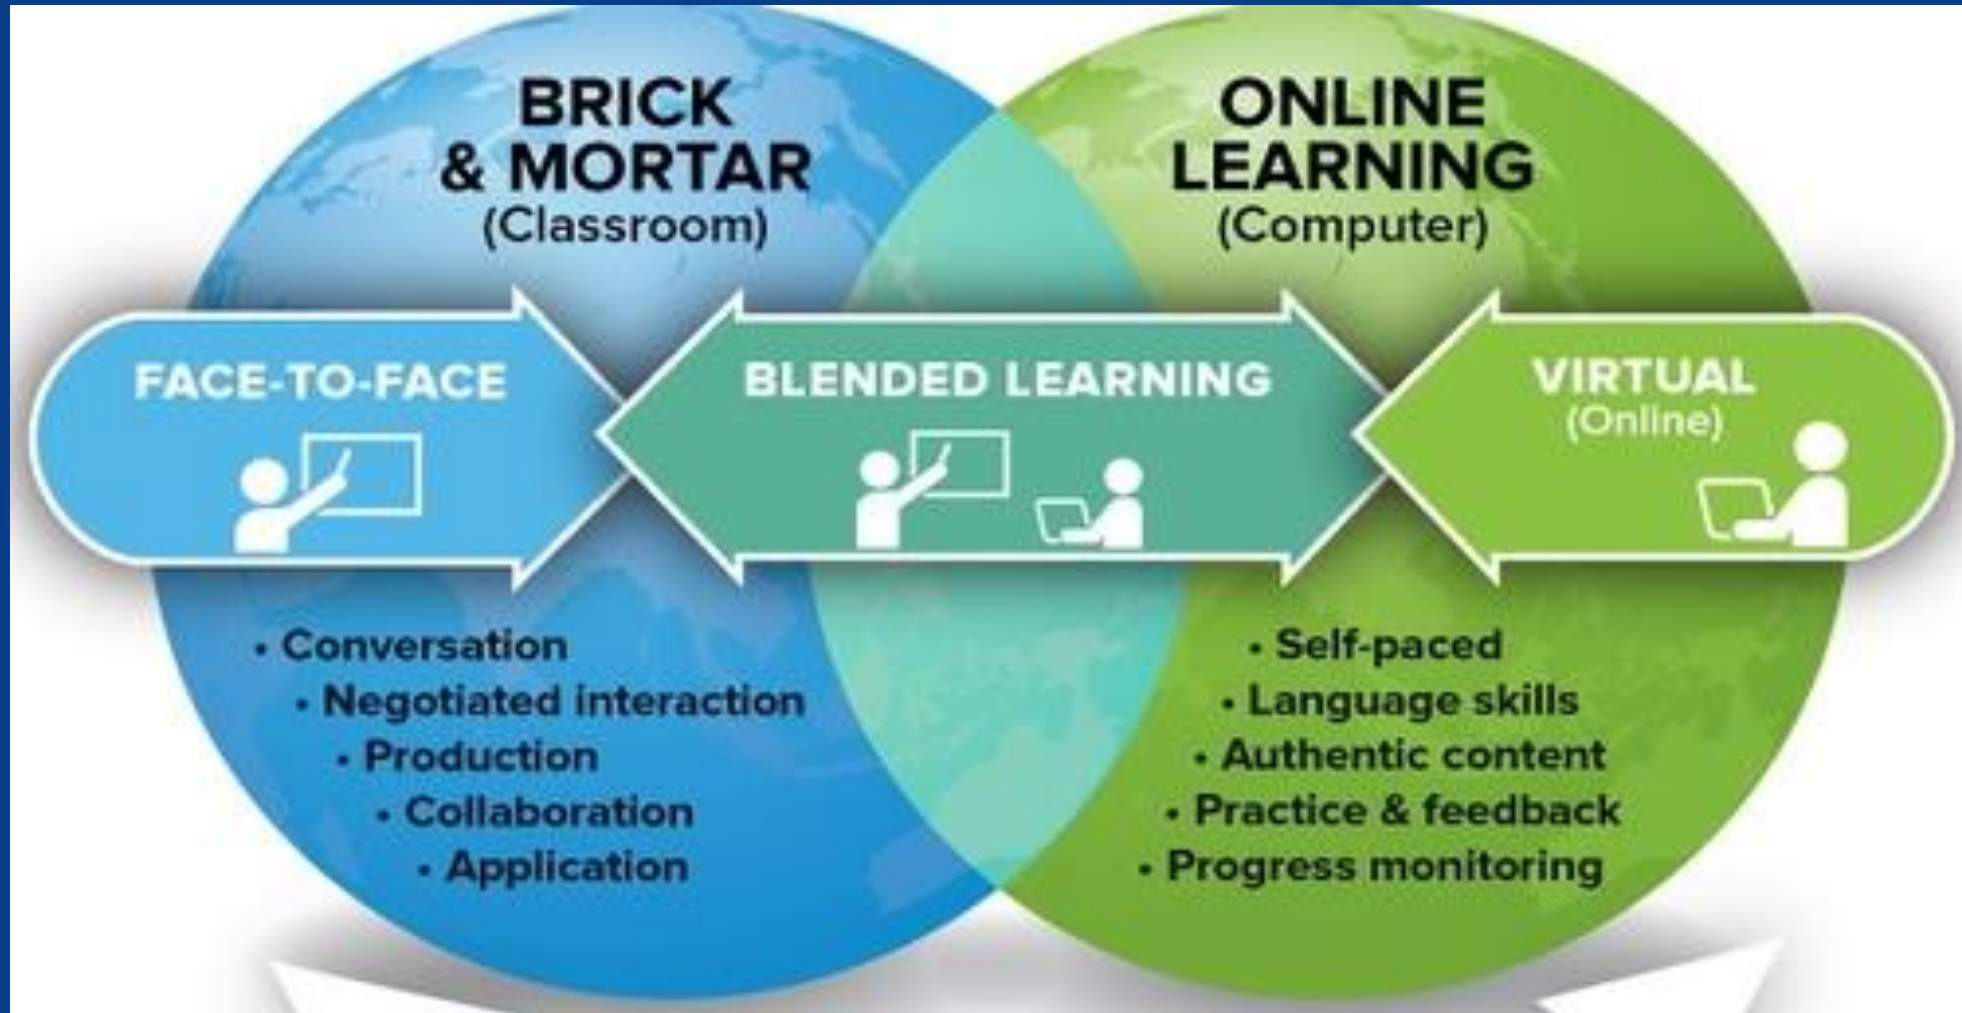 BRICK
& MORTAR
(Classroom)
ONLINE
LEARNING
(Computer)
FACE-TO-FACE
BLENDED LEARNING
VIRTUAL
(Online)
• Conversation
• Negotiated interaction
• Production
• Collaboration
• Application
• Self-paced
• Language skills
• Authentic content
• Practice & feedback
• Progress monitoring